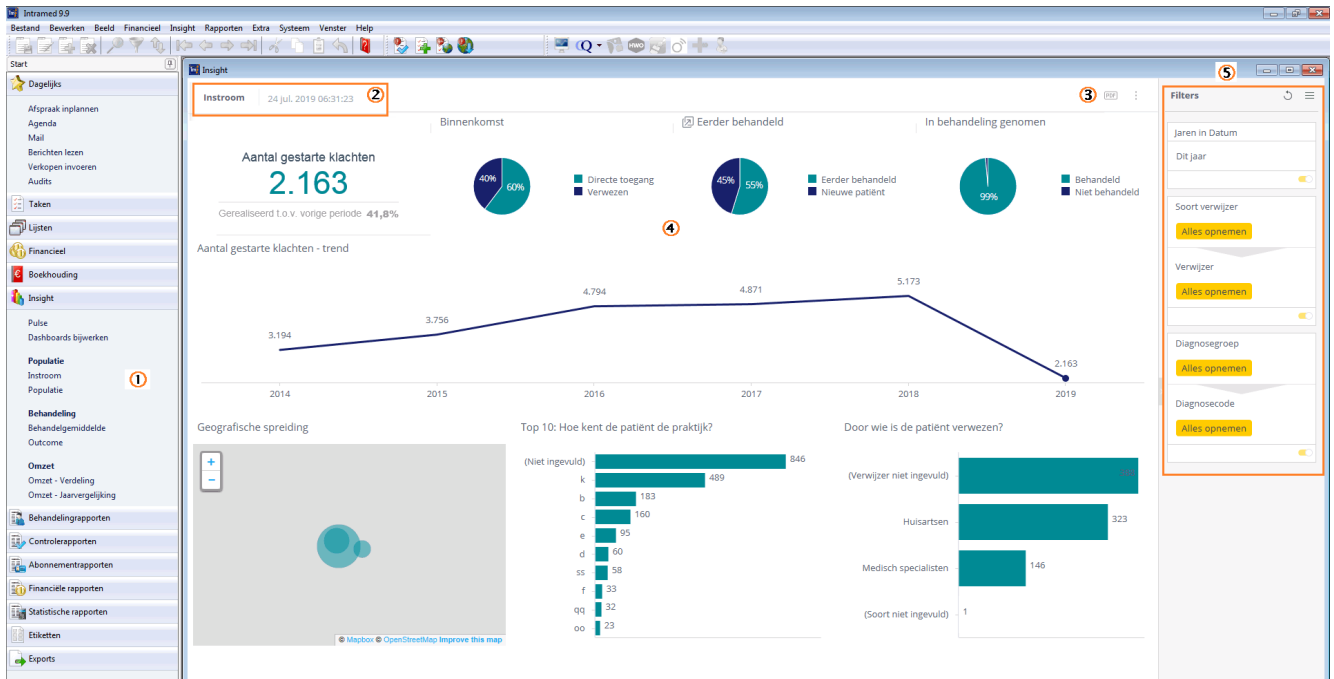 Intramed 9.9
Bestand Bewerken Beeld Financieel Insight Rapporten Extra Systeem Venster Help
Start
Dagelijks
Afspraak inplannen
Agenda
Mail
Berichten lezen
Verkopen invoeren
Audits
Taken
Lijsten
Financieel
Boekhouding
Insight
Pulse
Dashboards bijwerken
Populatie
Instroom
Populatie
Behandeling
Behandelgemiddelde
Outcome
Omzet
Omzet - Verdeling
Omzet - Jaarvergelijking
1
Behandelingrapporten
Controlerapporten
Abonnementrapporten
Financiële rapporten
Statistische rapporten
Etiketten
Exports
HWO
Insight
Instroom 24 jul. 2019 06:31:23 2
3 PDF
Aantal gestarte klachten
2.163
Gerealiseerd t.o.v. vorige periode 41,8%
Binnenkomst
40% 60%
Directe toegang
Verwezen
Eerder behandeld
45% 55%
Eerder behandeld
Nieuwe patiënt
In behandeling genomen
99%
Behandeld
Niet behandeld
4
Aantal gestarte klachten - trend
3.194 3.756 4.794 4.871 5.173 2.163
2014 2015 2016 2017 2018 2019
Geografische spreiding
+
−
© Mapbox © OpenStreetMap Improve this map
Top 10: Hoe kent de patiënt de praktijk?
(Niet ingevuld) 846
k 489
b 183
c 160
e 95
d 60
ss 58
f 33
qq 32
oo 23
Door wie is de patiënt verwezen?
(Verwijzer niet ingevuld)
Huisartsen 323
Medisch specialisten 146
(Soort niet ingevuld) 1
5
Filters
Jaren in Datum
Dit jaar
Soort verwijzer
Alles opnemen
Verwijzer
Alles opnemen
Diagnosegroep
Alles opnemen
Diagnosecode
Alles opnemen